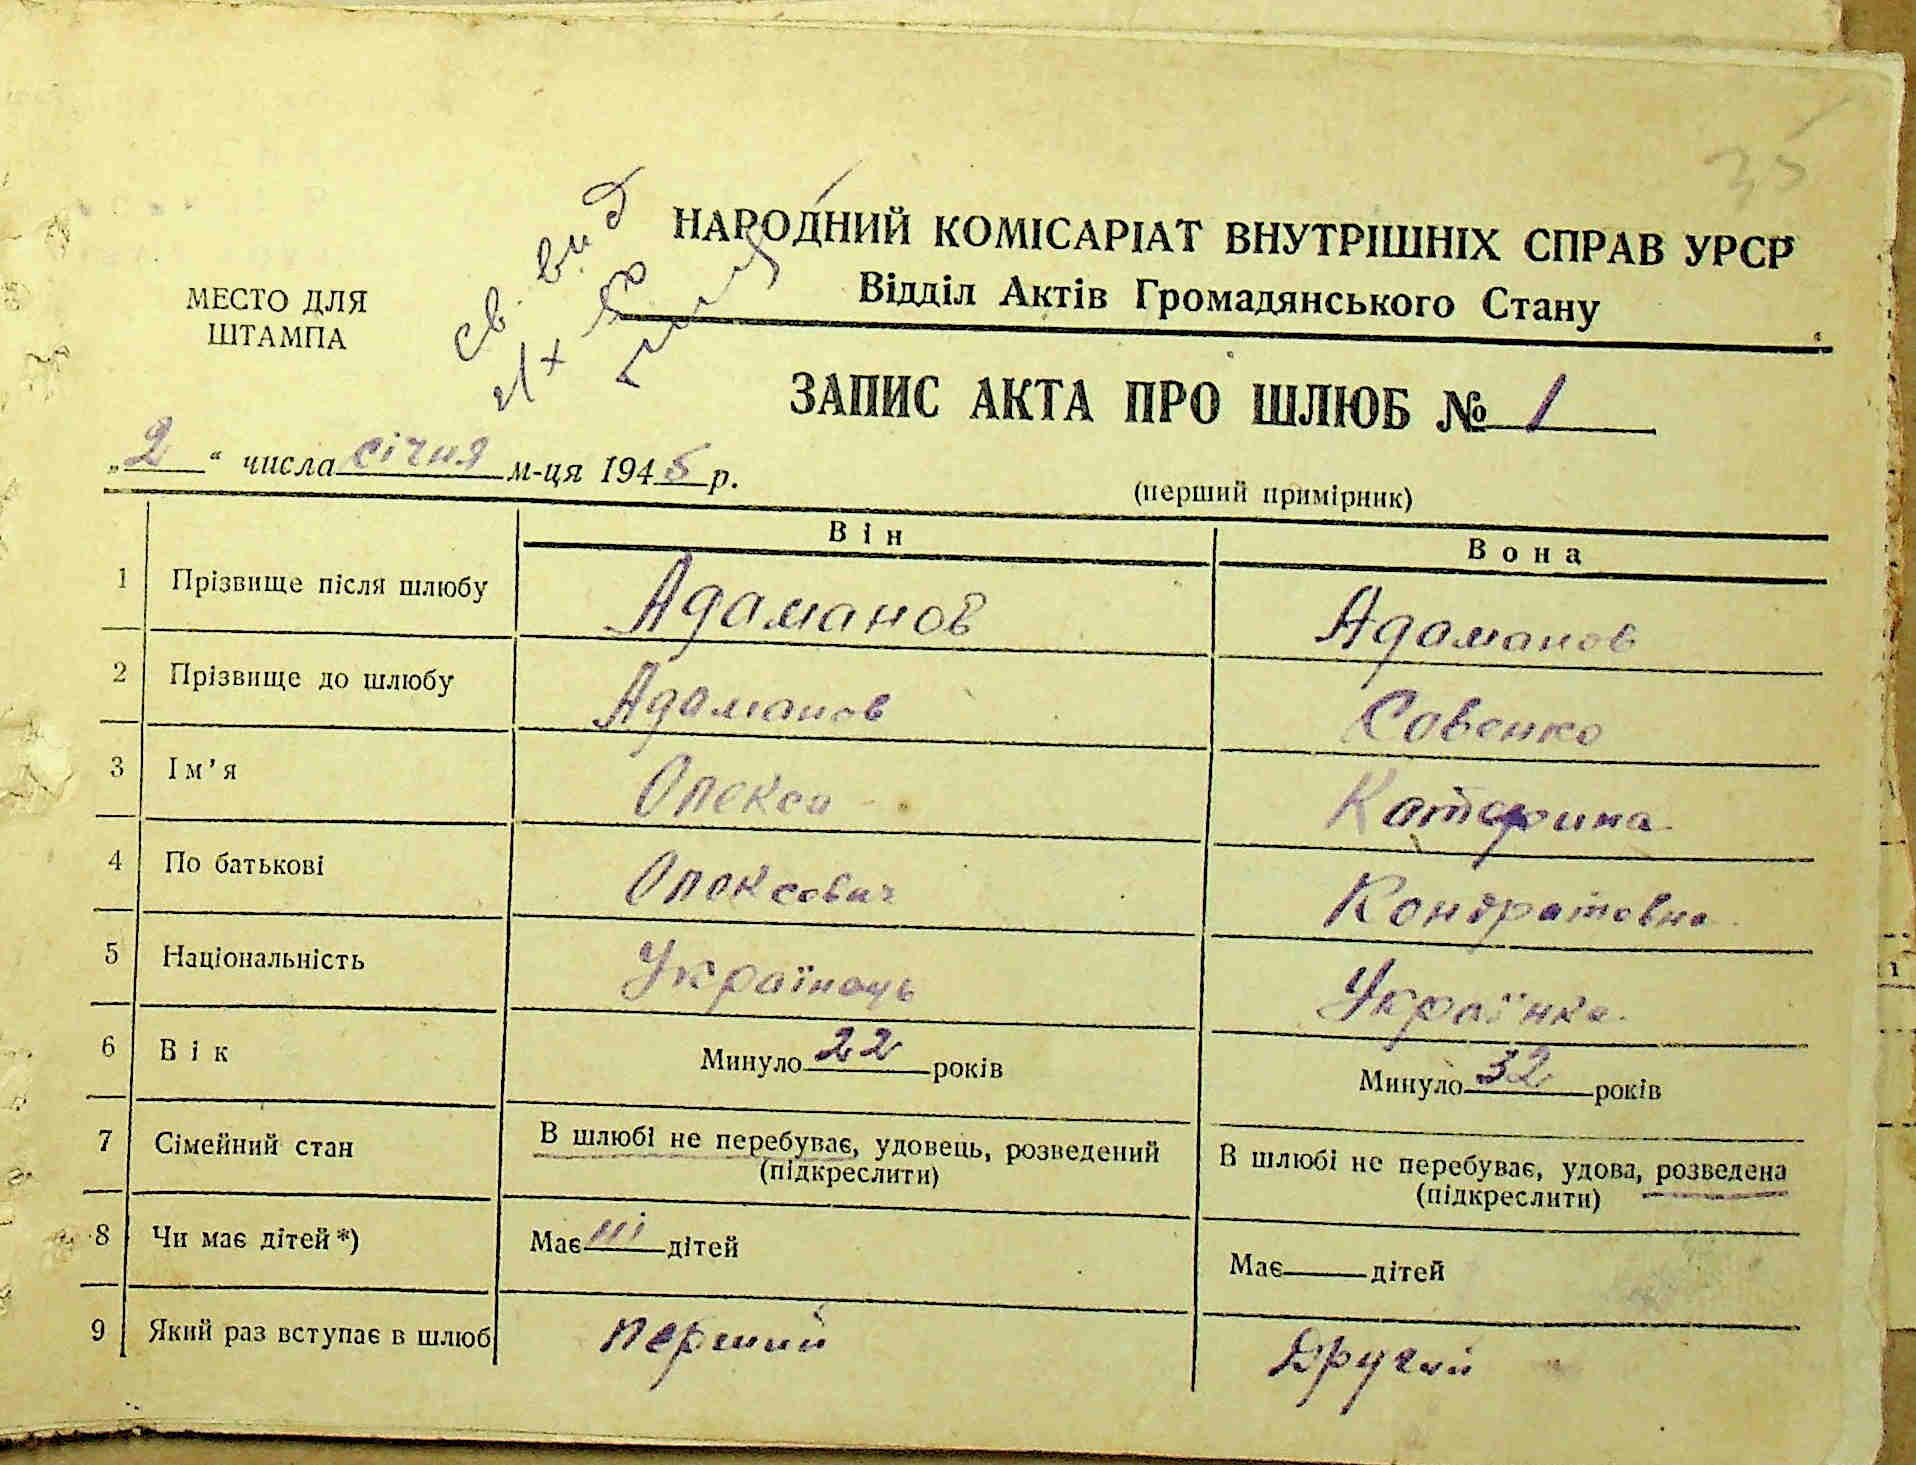 35
НАРОДНИЙ КОМІСАРІАТ ВНУТРІШНІХ СПРАВ УРСР
Відділ Актів Громадянського Стану
МЕСТО ДЛЯ
ШТАМПА
св. вид
ЗАПИС АКТА ПРО ШЛЮБ № 1
„2“ числа січня м-ця 1945 р.
(перший примірник)
Він Вона
1 Прізвище після шлюбу Адаманов Адаманов
2 Прізвище до шлюбу Адаманов Савенко
3 Ім'я Олекса Катерина
4 По батькові Олексович Кондратовна
5 Національність Українець Українка
6 Вік Минуло 22 років Минуло 32 років
7 Сімейний стан В шлюбі не перебуває, удовець, розведений В шлюбі не перебуває, удова, розведена
(підкреслити) (підкреслити)
8 Чи має дітей*) Має ні дітей Має дітей
9 Який раз вступає в шлюб перший Другий